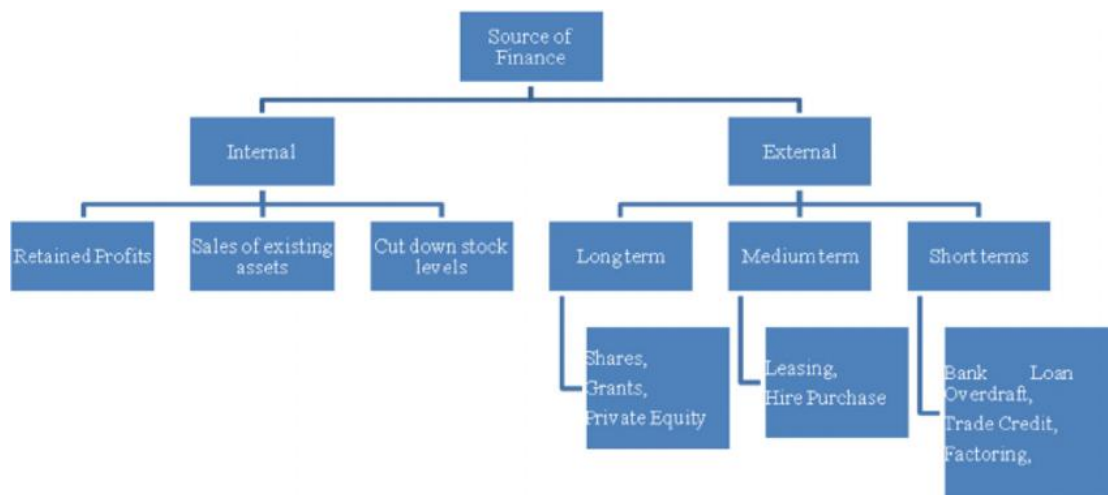 Source of
Finance
Internal
External
Retained Profits
Sales of existing
assets
Cut down stock
levels
Long term
Medium term
Short terms
Shares,
Grants,
Private Equity
Leasing,
Hire Purchase
Bank Loan
Overdraft,
Trade Credit,
Factoring,